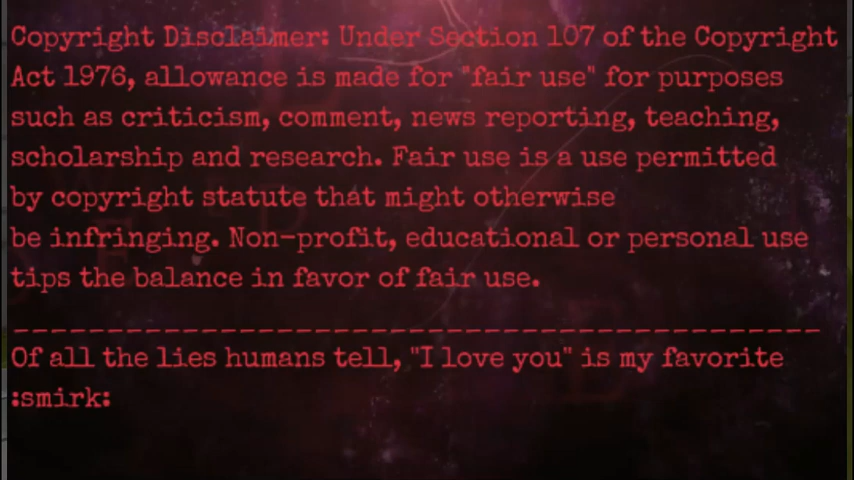 Copyright Disclaimer: Under Section 107 of the Copyright
Act 1976, allowance is made for "fair use" for purposes
such as criticism, comment, news reporting, teaching,
scholarship and research. Fair use is a use permitted
by copyright statute that might otherwise
be infringing. Non-profit, educational or personal use
tips the balance in favor of fair use.
____________________________________________
Of all the lies humans tell, "I love you" is my favorite
:smirk: